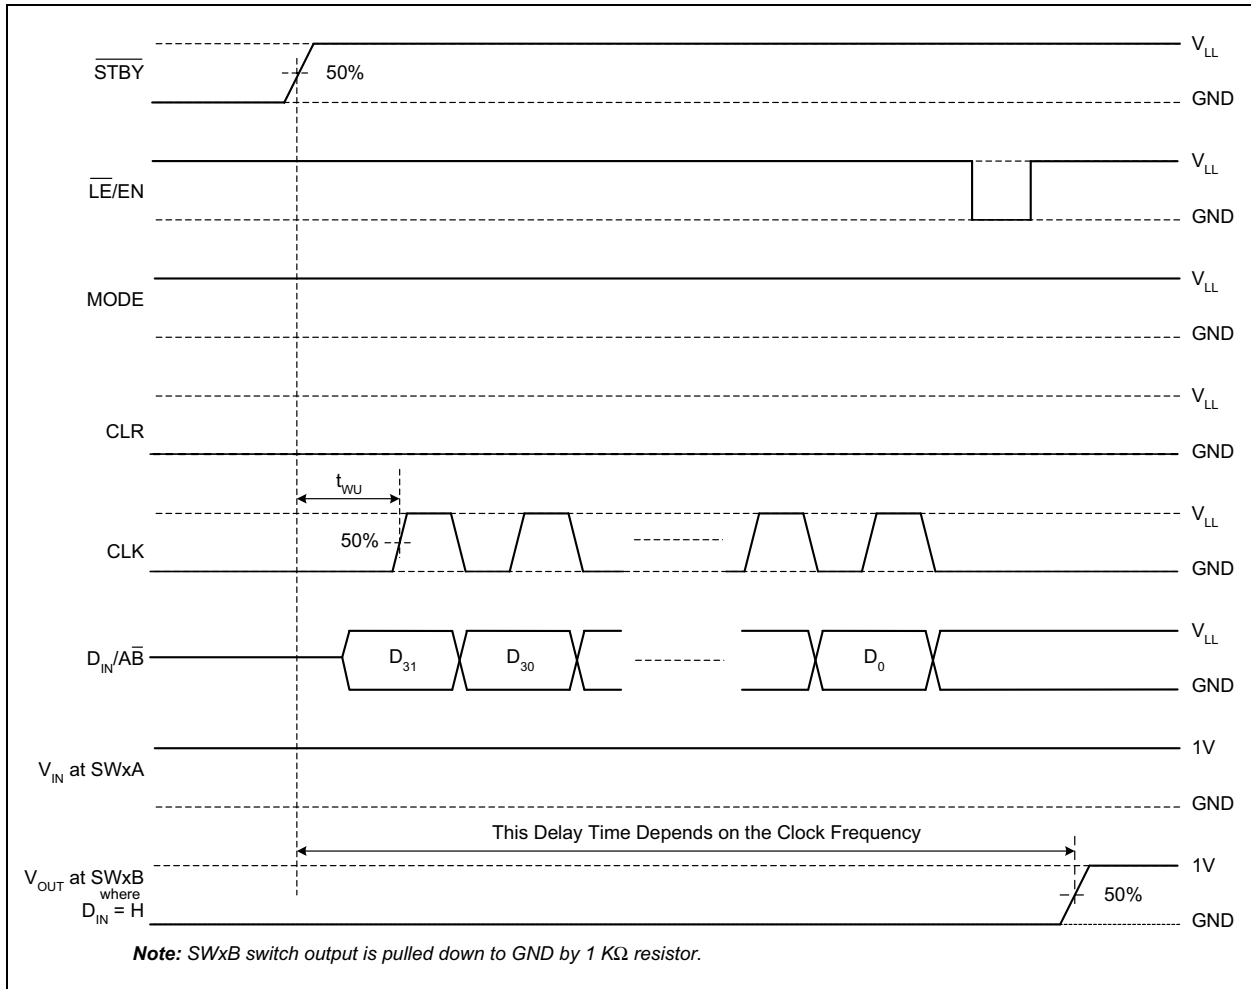 S̅T̅B̅Y̅
50%
V_LL
GND
L̅E̅/EN
V_LL
GND
MODE
V_LL
GND
CLR
V_LL
GND
t_WU
CLK
50%
V_LL
GND
D_IN/AB̅
D_31
D_30
D_0
V_LL
GND
V_IN at SWxA
1V
GND
This Delay Time Depends on the Clock Frequency
V_OUT at SWxB
where
D_IN = H
50%
1V
GND
Note: SWxB switch output is pulled down to GND by 1 KΩ resistor.